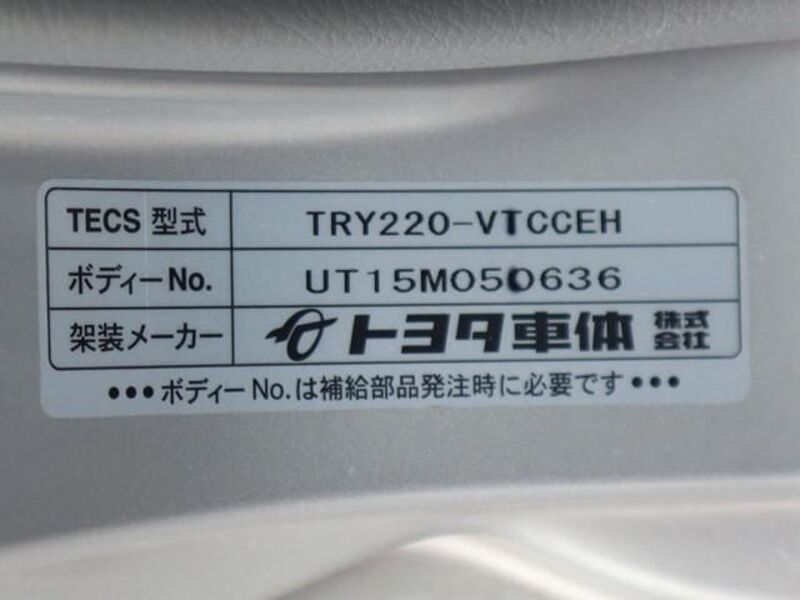 TECS 型式 TRY220-VTCCEH
ボディーNo. UT15M050636
架装メーカー トヨタ車体 株式会社
•••ボディーNo.は補給部品発注時に必要です•••